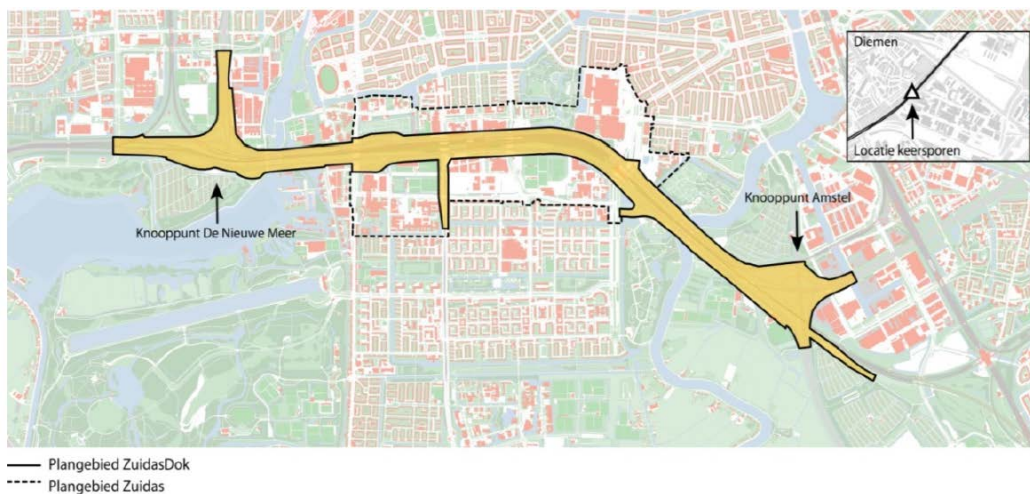 Diemen
Locatie keersporen
Knooppunt Amstel
Knooppunt De Nieuwe Meer
Plangebied ZuidasDok
Plangebied Zuidas